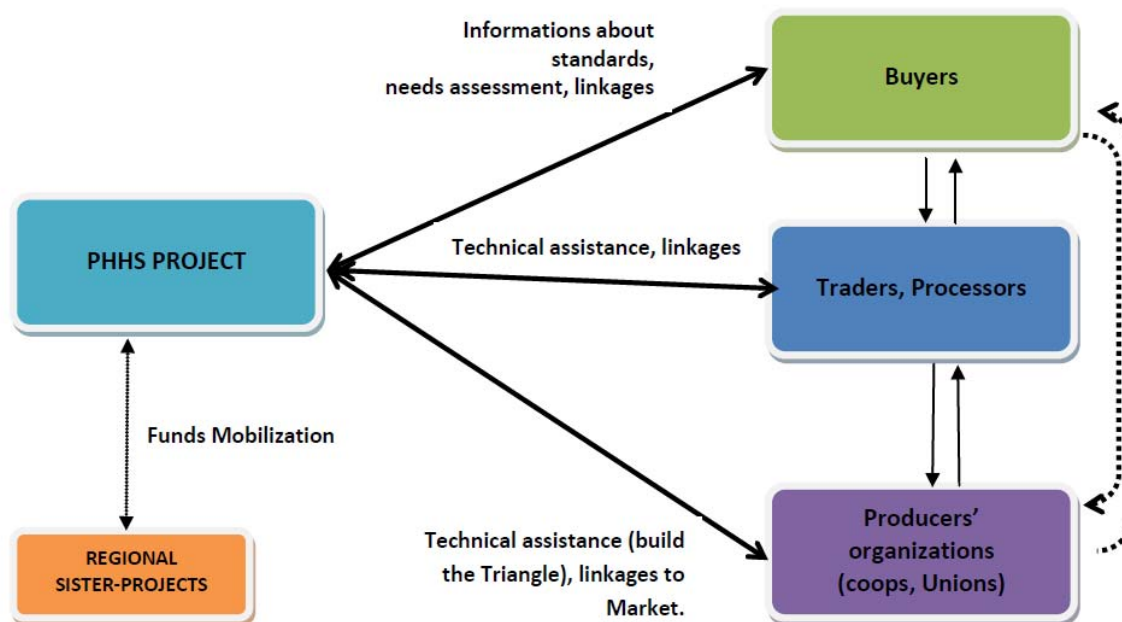 Informations about
standards,
needs assessment, linkages
Buyers
PHHS PROJECT
Technical assistance, linkages
Traders, Processors
Funds Mobilization
REGIONAL
SISTER-PROJECTS
Technical assistance (build
the Triangle), linkages to
Market.
Producers’
organizations
(coops, Unions)